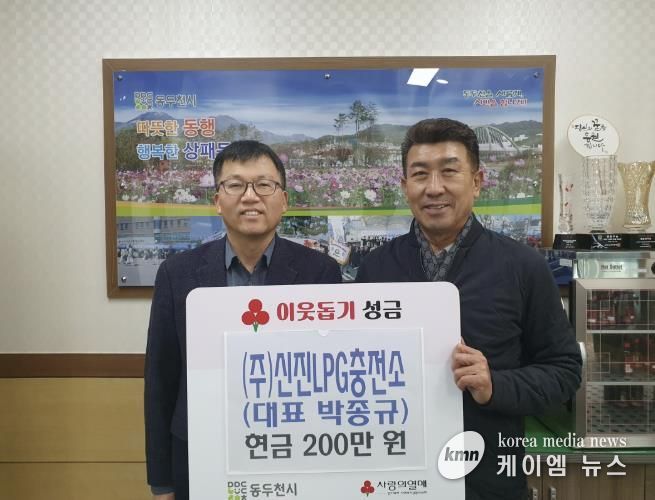 동두천시
따뜻한 동행
행복한 상패동
이웃돕기 성금
(주)신진LPG충전소
(대표 박종규)
현금 200만 원
동두천시
사랑의열매
kmn
korea media news
케이엠 뉴스